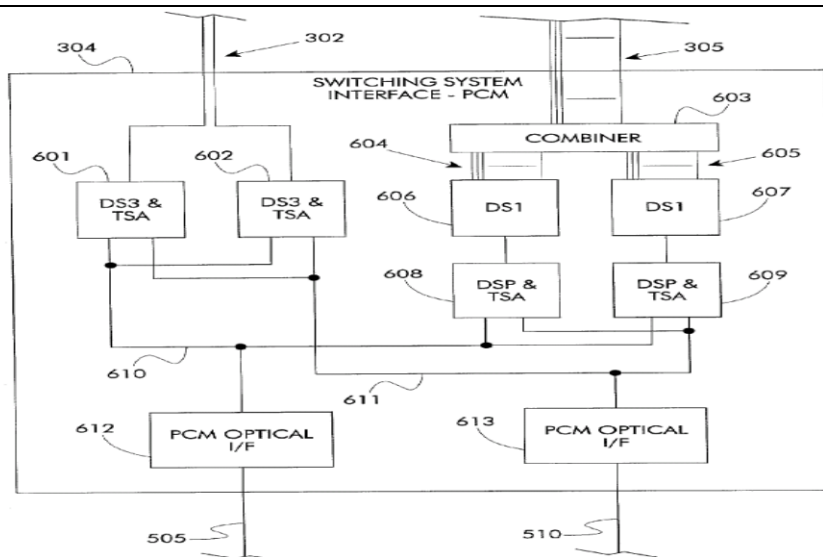 302
305
304
SWITCHING SYSTEM
INTERFACE - PCM
603
COMBINER
601
602
604
605
DS3 &
TSA
DS3 &
TSA
606
DS1
DS1
607
608
DSP &
TSA
DSP &
TSA
609
610
611
612
PCM OPTICAL
I/F
613
PCM OPTICAL
I/F
505
510